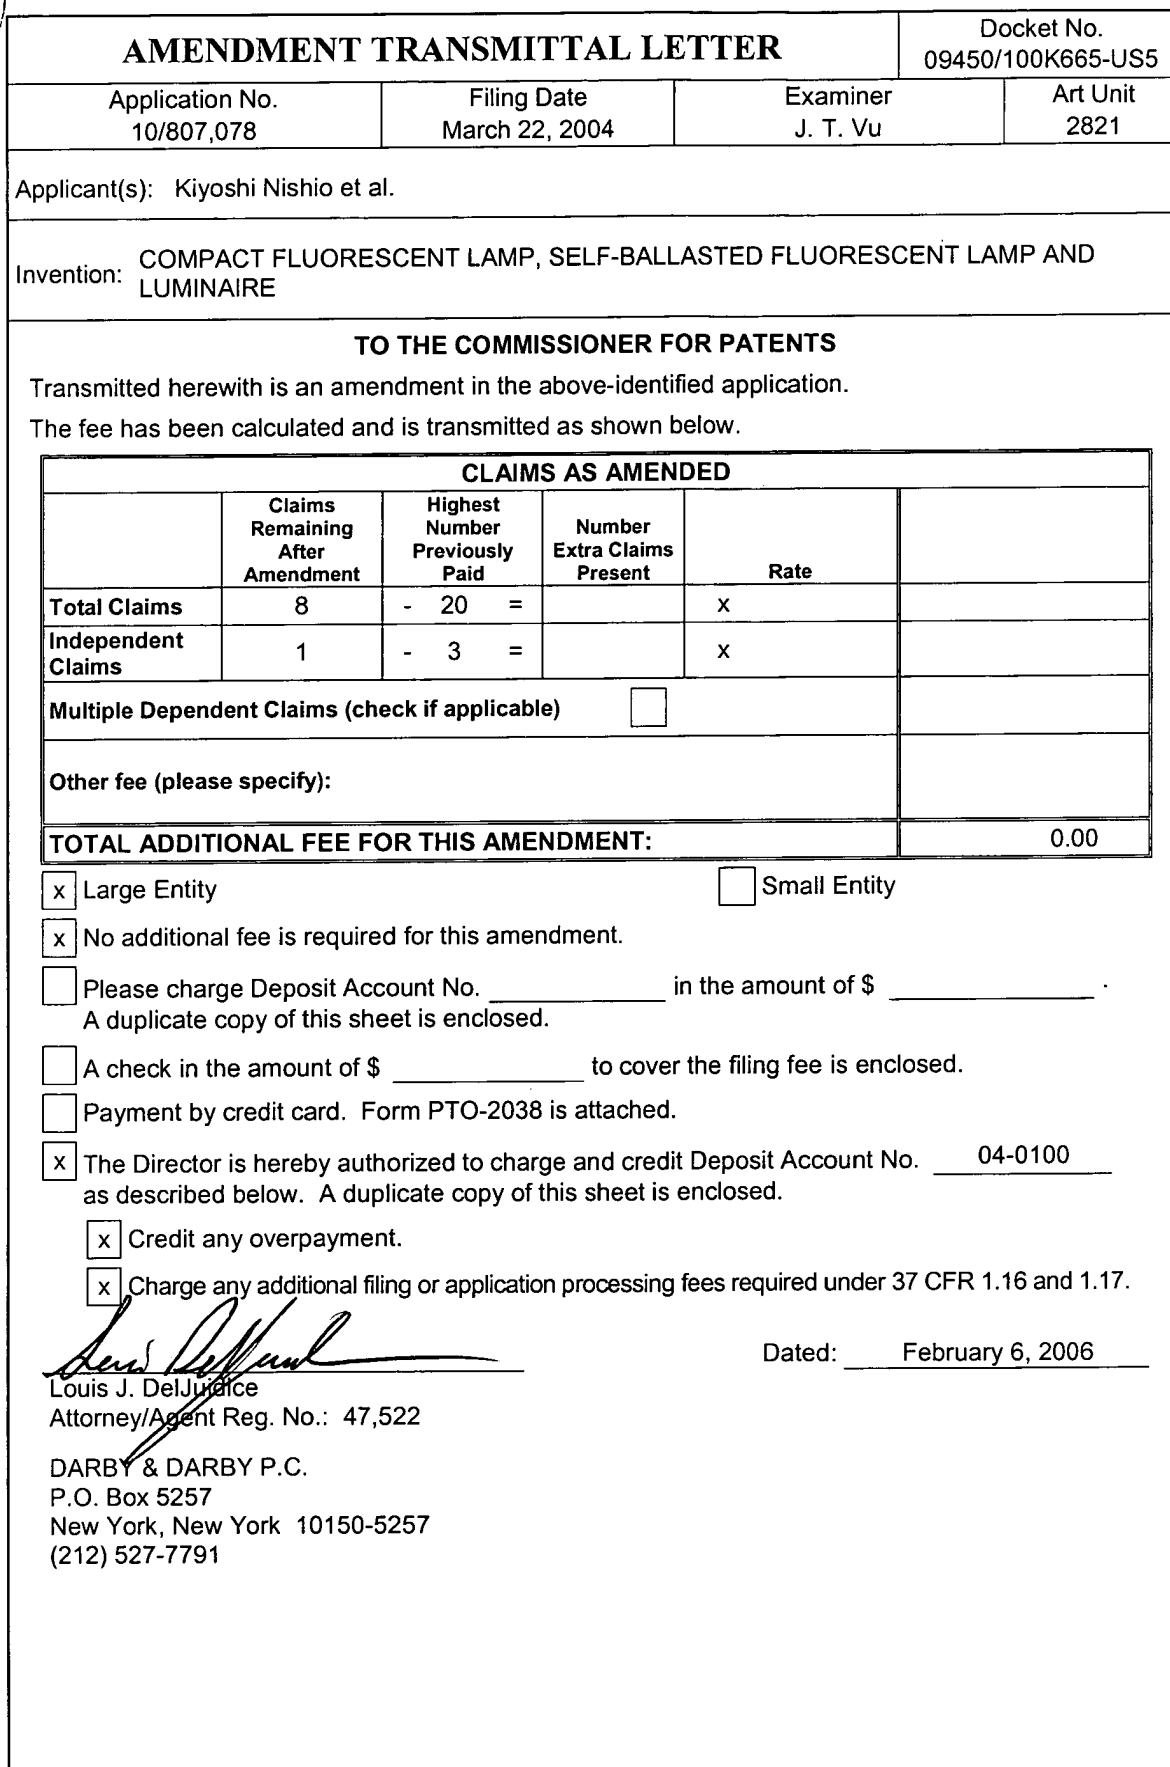 AMENDMENT TRANSMITTAL LETTER
Docket No.
09450/100K665-US5
Application No.
10/807,078
Filing Date
March 22, 2004
Examiner
J. T. Vu
Art Unit
2821
Applicant(s): Kiyoshi Nishio et al.
Invention: COMPACT FLUORESCENT LAMP, SELF-BALLASTED FLUORESCENT LAMP AND
LUMINAIRE
TO THE COMMISSIONER FOR PATENTS
Transmitted herewith is an amendment in the above-identified application.
The fee has been calculated and is transmitted as shown below.
CLAIMS AS AMENDED
Claims
Remaining
After
Amendment
Highest
Number
Previously
Paid
Number
Extra Claims
Present
Rate
Total Claims 8 - 20 = x
Independent
Claims 1 - 3 = x
Multiple Dependent Claims (check if applicable)
Other fee (please specify):
TOTAL ADDITIONAL FEE FOR THIS AMENDMENT: 0.00
x Large Entity Small Entity
x No additional fee is required for this amendment.
Please charge Deposit Account No. ____________ in the amount of $ ____________ .
A duplicate copy of this sheet is enclosed.
A check in the amount of $ ____________ to cover the filing fee is enclosed.
Payment by credit card. Form PTO-2038 is attached.
x The Director is hereby authorized to charge and credit Deposit Account No. 04-0100
as described below. A duplicate copy of this sheet is enclosed.
x Credit any overpayment.
x Charge any additional filing or application processing fees required under 37 CFR 1.16 and 1.17.
Dated: February 6, 2006
Louis J. DelJuidice
Attorney/Agent Reg. No.: 47,522
DARBY & DARBY P.C.
P.O. Box 5257
New York, New York 10150-5257
(212) 527-7791